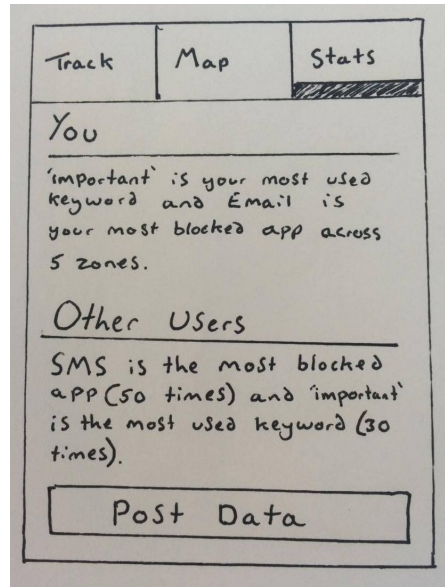 Track Map Stats
You
'important' is your most used
keyword and Email is
your most blocked app across
5 zones.
Other Users
SMS is the most blocked
app (50 times) and 'important'
is the most used keyword (30
times).
Post Data